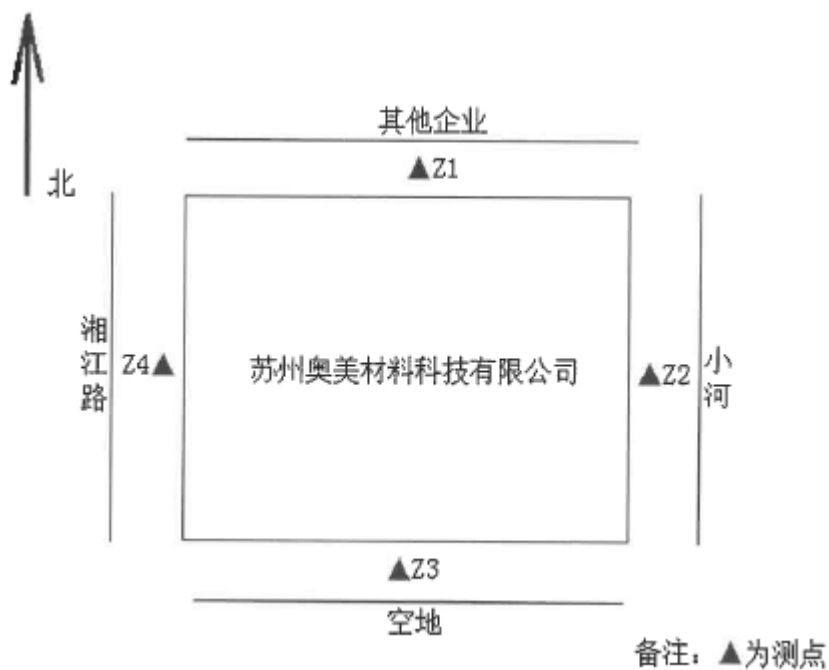 其他企业
▲Z1
北
湘江路
Z4▲
苏州奥美材料科技有限公司
▲Z2
小河
▲Z3
空地
备注：▲为测点